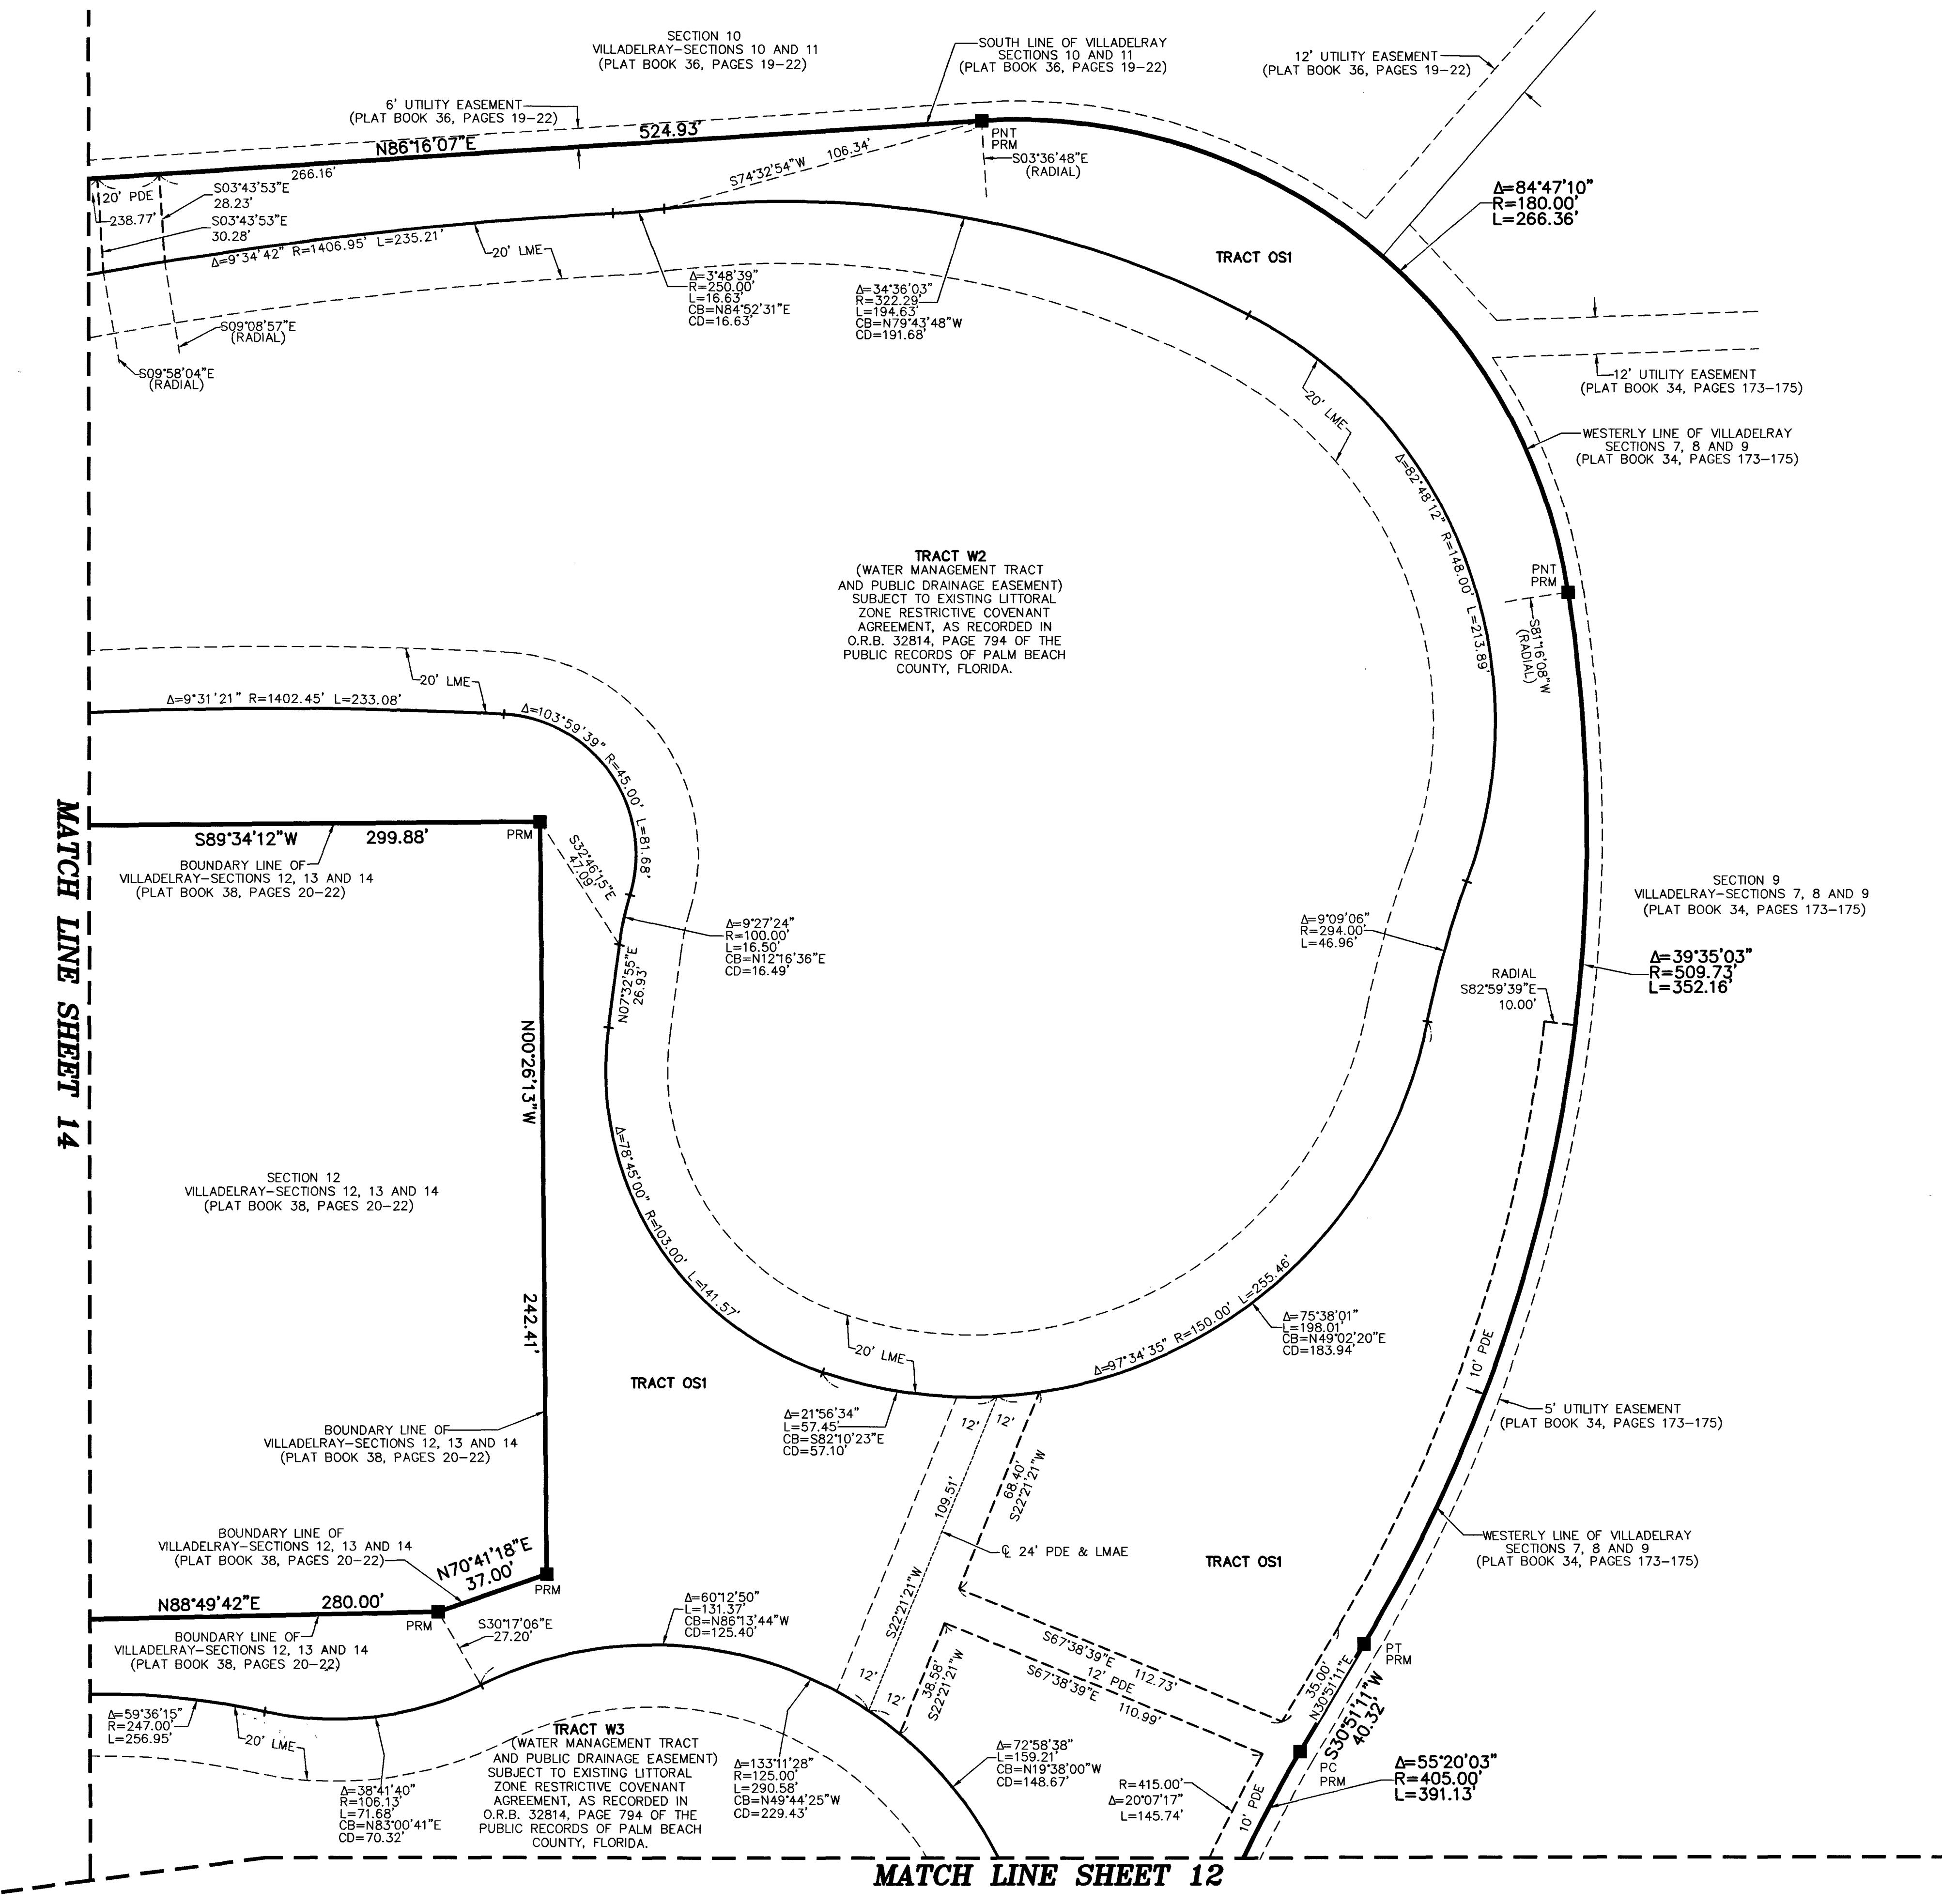 SECTION 10
VILLADELRAY-SECTIONS 10 AND 11
(PLAT BOOK 36, PAGES 19-22)
SOUTH LINE OF VILLADELRAY
SECTIONS 10 AND 11
(PLAT BOOK 36, PAGES 19-22)
12' UTILITY EASEMENT
(PLAT BOOK 36, PAGES 19-22)
6' UTILITY EASEMENT
(PLAT BOOK 36, PAGES 19-22)
N86°16'07"E
524.93'
266.16'
S74°32'54"W
106.34'
PNT
PRM
S03°36'48"E
(RADIAL)
Δ=84°47'10"
R=180.00'
L=266.36'
20' PDE
238.77'
S03°43'53"E
28.23'
S03°43'53"E
30.28'
Δ=9°34'42" R=1406.95' L=235.21'
20' LME
S09°08'57"E
(RADIAL)
S09°58'04"E
(RADIAL)
Δ=3°48'39"
R=250.00'
L=16.63'
CB=N84°52'31"E
CD=16.63'
Δ=34°36'03"
R=322.29'
L=194.63'
CB=N79°43'48"W
CD=191.68'
TRACT OS1
20' LME
12' UTILITY EASEMENT
(PLAT BOOK 34, PAGES 173-175)
WESTERLY LINE OF VILLADELRAY
SECTIONS 7, 8 AND 9
(PLAT BOOK 34, PAGES 173-175)
Δ=82°48'12" R=148.00' L=213.89'
TRACT W2
(WATER MANAGEMENT TRACT
AND PUBLIC DRAINAGE EASEMENT)
SUBJECT TO EXISTING LITTORAL
ZONE RESTRICTIVE COVENANT
AGREEMENT, AS RECORDED IN
O.R.B. 32814, PAGE 794 OF THE
PUBLIC RECORDS OF PALM BEACH
COUNTY, FLORIDA.
PNT
PRM
S81°16'08"W
(RADIAL)
20' LME
Δ=9°31'21" R=1402.45' L=233.08'
Δ=103°59'39" R=45.00' L=81.68'
MATCH LINE SHEET 14
S89°34'12"W
299.88'
PRM
BOUNDARY LINE OF
VILLADELRAY-SECTIONS 12, 13 AND 14
(PLAT BOOK 38, PAGES 20-22)
S32°46'15"E
47.09'
Δ=9°27'24"
R=100.00'
L=16.50'
CB=N12°16'36"E
CD=16.49'
N07°32'55"E
26.93'
Δ=9°09'06"
R=294.00'
L=46.96'
SECTION 9
VILLADELRAY-SECTIONS 7, 8 AND 9
(PLAT BOOK 34, PAGES 173-175)
Δ=39°35'03"
R=509.73'
L=352.16'
RADIAL
S82°59'39"E
10.00'
N00°26'13"W
242.41'
SECTION 12
VILLADELRAY-SECTIONS 12, 13 AND 14
(PLAT BOOK 38, PAGES 20-22)
Δ=78°45'00" R=103.00' L=141.57'
Δ=97°34'35" R=150.00' L=255.46'
Δ=75°38'01"
L=198.01'
CB=N49°02'20"E
CD=183.94'
20' LME
TRACT OS1
Δ=21°56'34"
L=57.45'
CB=S82°10'23"E
CD=57.10'
12'
12'
10' PDE
5' UTILITY EASEMENT
(PLAT BOOK 34, PAGES 173-175)
BOUNDARY LINE OF
VILLADELRAY-SECTIONS 12, 13 AND 14
(PLAT BOOK 38, PAGES 20-22)
109.51'
S22°21'21"W
68.40'
S22°21'21"W
℄ 24' PDE & LMAE
TRACT OS1
WESTERLY LINE OF VILLADELRAY
SECTIONS 7, 8 AND 9
(PLAT BOOK 34, PAGES 173-175)
BOUNDARY LINE OF
VILLADELRAY-SECTIONS 12, 13 AND 14
(PLAT BOOK 38, PAGES 20-22)
N70°41'18"E
37.00'
PRM
N88°49'42"E
280.00'
PRM
BOUNDARY LINE OF
VILLADELRAY-SECTIONS 12, 13 AND 14
(PLAT BOOK 38, PAGES 20-22)
S30°17'06"E
27.20'
Δ=60°12'50"
L=131.37'
CB=N86°13'44"W
CD=125.40'
12'
12'
38.58'
S22°21'21"W
S67°38'39"E
112.73'
12' PDE
S67°38'39"E
110.99'
35.00'
N30°51'11"E
PT
PRM
S30°51'11"W
40.32'
PC
PRM
Δ=59°36'15"
R=247.00'
L=256.95'
20' LME
Δ=38°41'40"
R=106.13'
L=71.68'
CB=N83°00'41"E
CD=70.32'
TRACT W3
(WATER MANAGEMENT TRACT
AND PUBLIC DRAINAGE EASEMENT)
SUBJECT TO EXISTING LITTORAL
ZONE RESTRICTIVE COVENANT
AGREEMENT, AS RECORDED IN
O.R.B. 32814, PAGE 794 OF THE
PUBLIC RECORDS OF PALM BEACH
COUNTY, FLORIDA.
Δ=133°11'28"
R=125.00'
L=290.58'
CB=N49°44'25"W
CD=229.43'
Δ=72°58'38"
L=159.21'
CB=N19°38'00"W
CD=148.67'
R=415.00'
Δ=20°07'17"
L=145.74'
10' PDE
Δ=55°20'03"
R=405.00'
L=391.13'
MATCH LINE SHEET 12